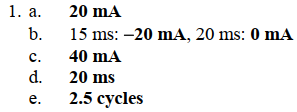 1. a. 20 mA
b. 15 ms: −20 mA, 20 ms: 0 mA
c. 40 mA
d. 20 ms
e. 2.5 cycles